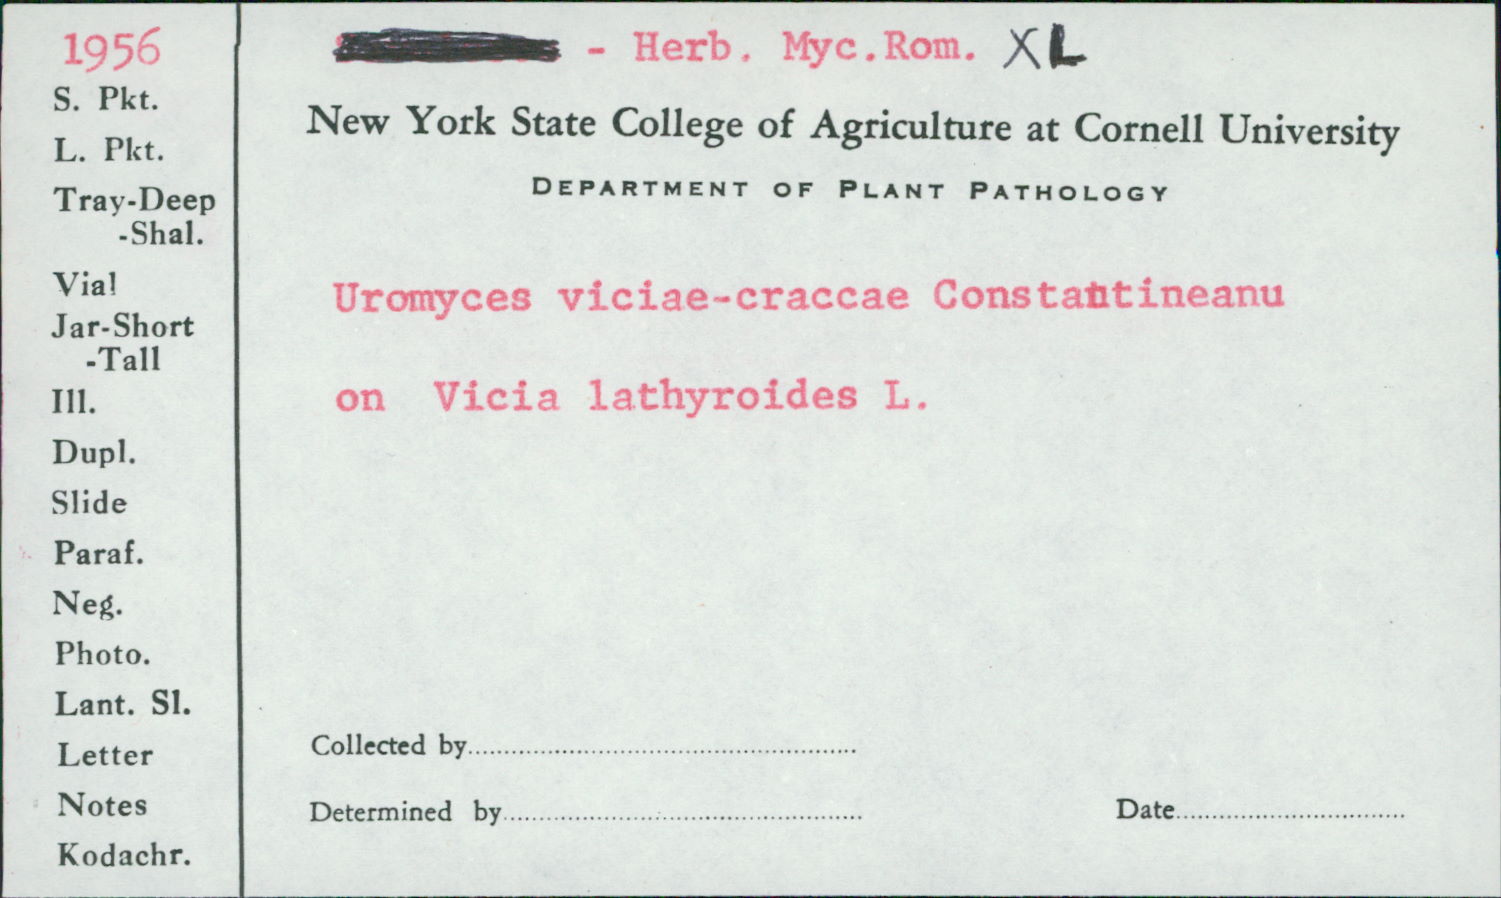 1956
S. Pkt.
L. Pkt.
Tray-Deep
-Shal.
Vial
Jar-Short
-Tall
Ill.
Dupl.
Slide
Paraf.
Neg.
Photo.
Lant. Sl.
Letter
Notes
Kodachr.
- Herb. Myc.Rom. XL
New York State College of Agriculture at Cornell University
DEPARTMENT OF PLANT PATHOLOGY
Uromyces viciae-craccae Constantineanu
on Vicia lathyroides L.
Collected by
Determined by
Date